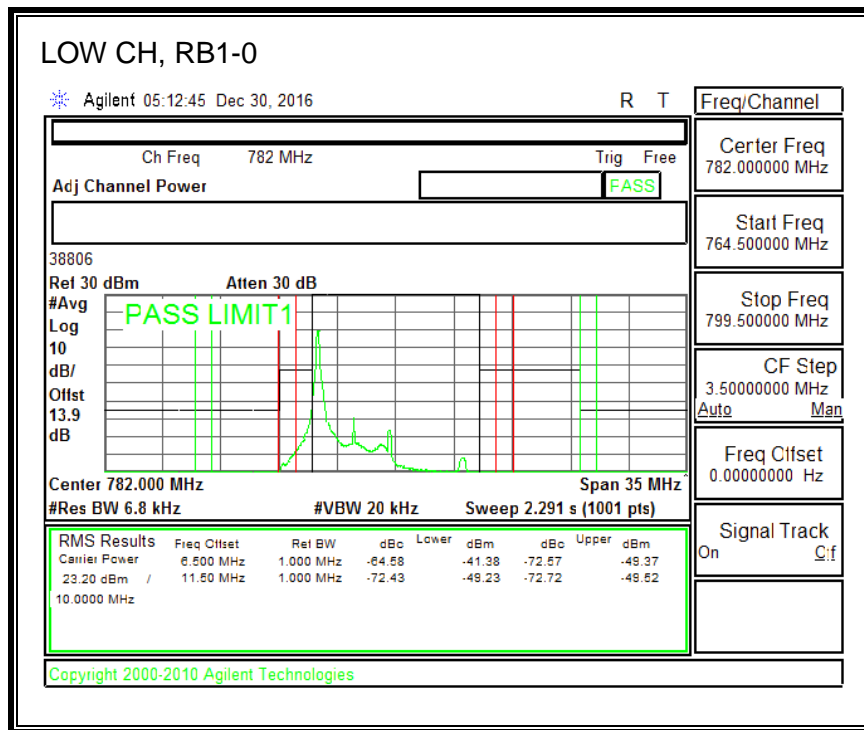 LOW CH, RB1-0
Agilent 05:12:45 Dec 30, 2016 R T
Freq/Channel
Ch Freq 782 MHz Trig Free
Adj Channel Power PASS
Center Freq
782.000000 MHz
Start Freq
764.500000 MHz
Stop Freq
799.500000 MHz
CF Step
3.50000000 MHz
Auto Man
Freq Offset
0.00000000 Hz
Signal Track
On Off
38806
Ref 30 dBm Atten 30 dB
#Avg
Log
10
dB/
Offst
13.9
dB
PASS LIMIT1
Center 782.000 MHz Span 35 MHz
#Res BW 6.8 kHz #VBW 20 kHz Sweep 2.291 s (1001 pts)
RMS Results Freq Offset Ref BW dBc Lower dBm dBc Upper dBm
Carrier Power 6.500 MHz 1.000 MHz -64.58 -41.38 -72.57 -49.37
23.20 dBm / 11.50 MHz 1.000 MHz -72.43 -49.23 -72.72 -49.52
10.0000 MHz
Copyright 2000-2010 Agilent Technologies